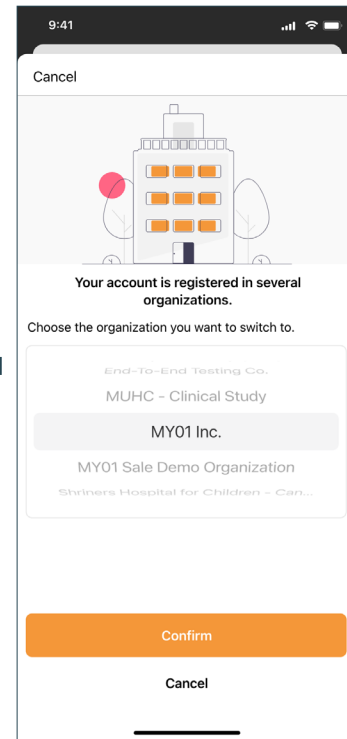 9:41
Cancel
Your account is registered in several
organizations.
Choose the organization you want to switch to.
End-To-End Testing Co.
MUHC - Clinical Study
MY01 Inc.
MY01 Sale Demo Organization
Shriners Hospital for Children - Can...
Confirm
Cancel